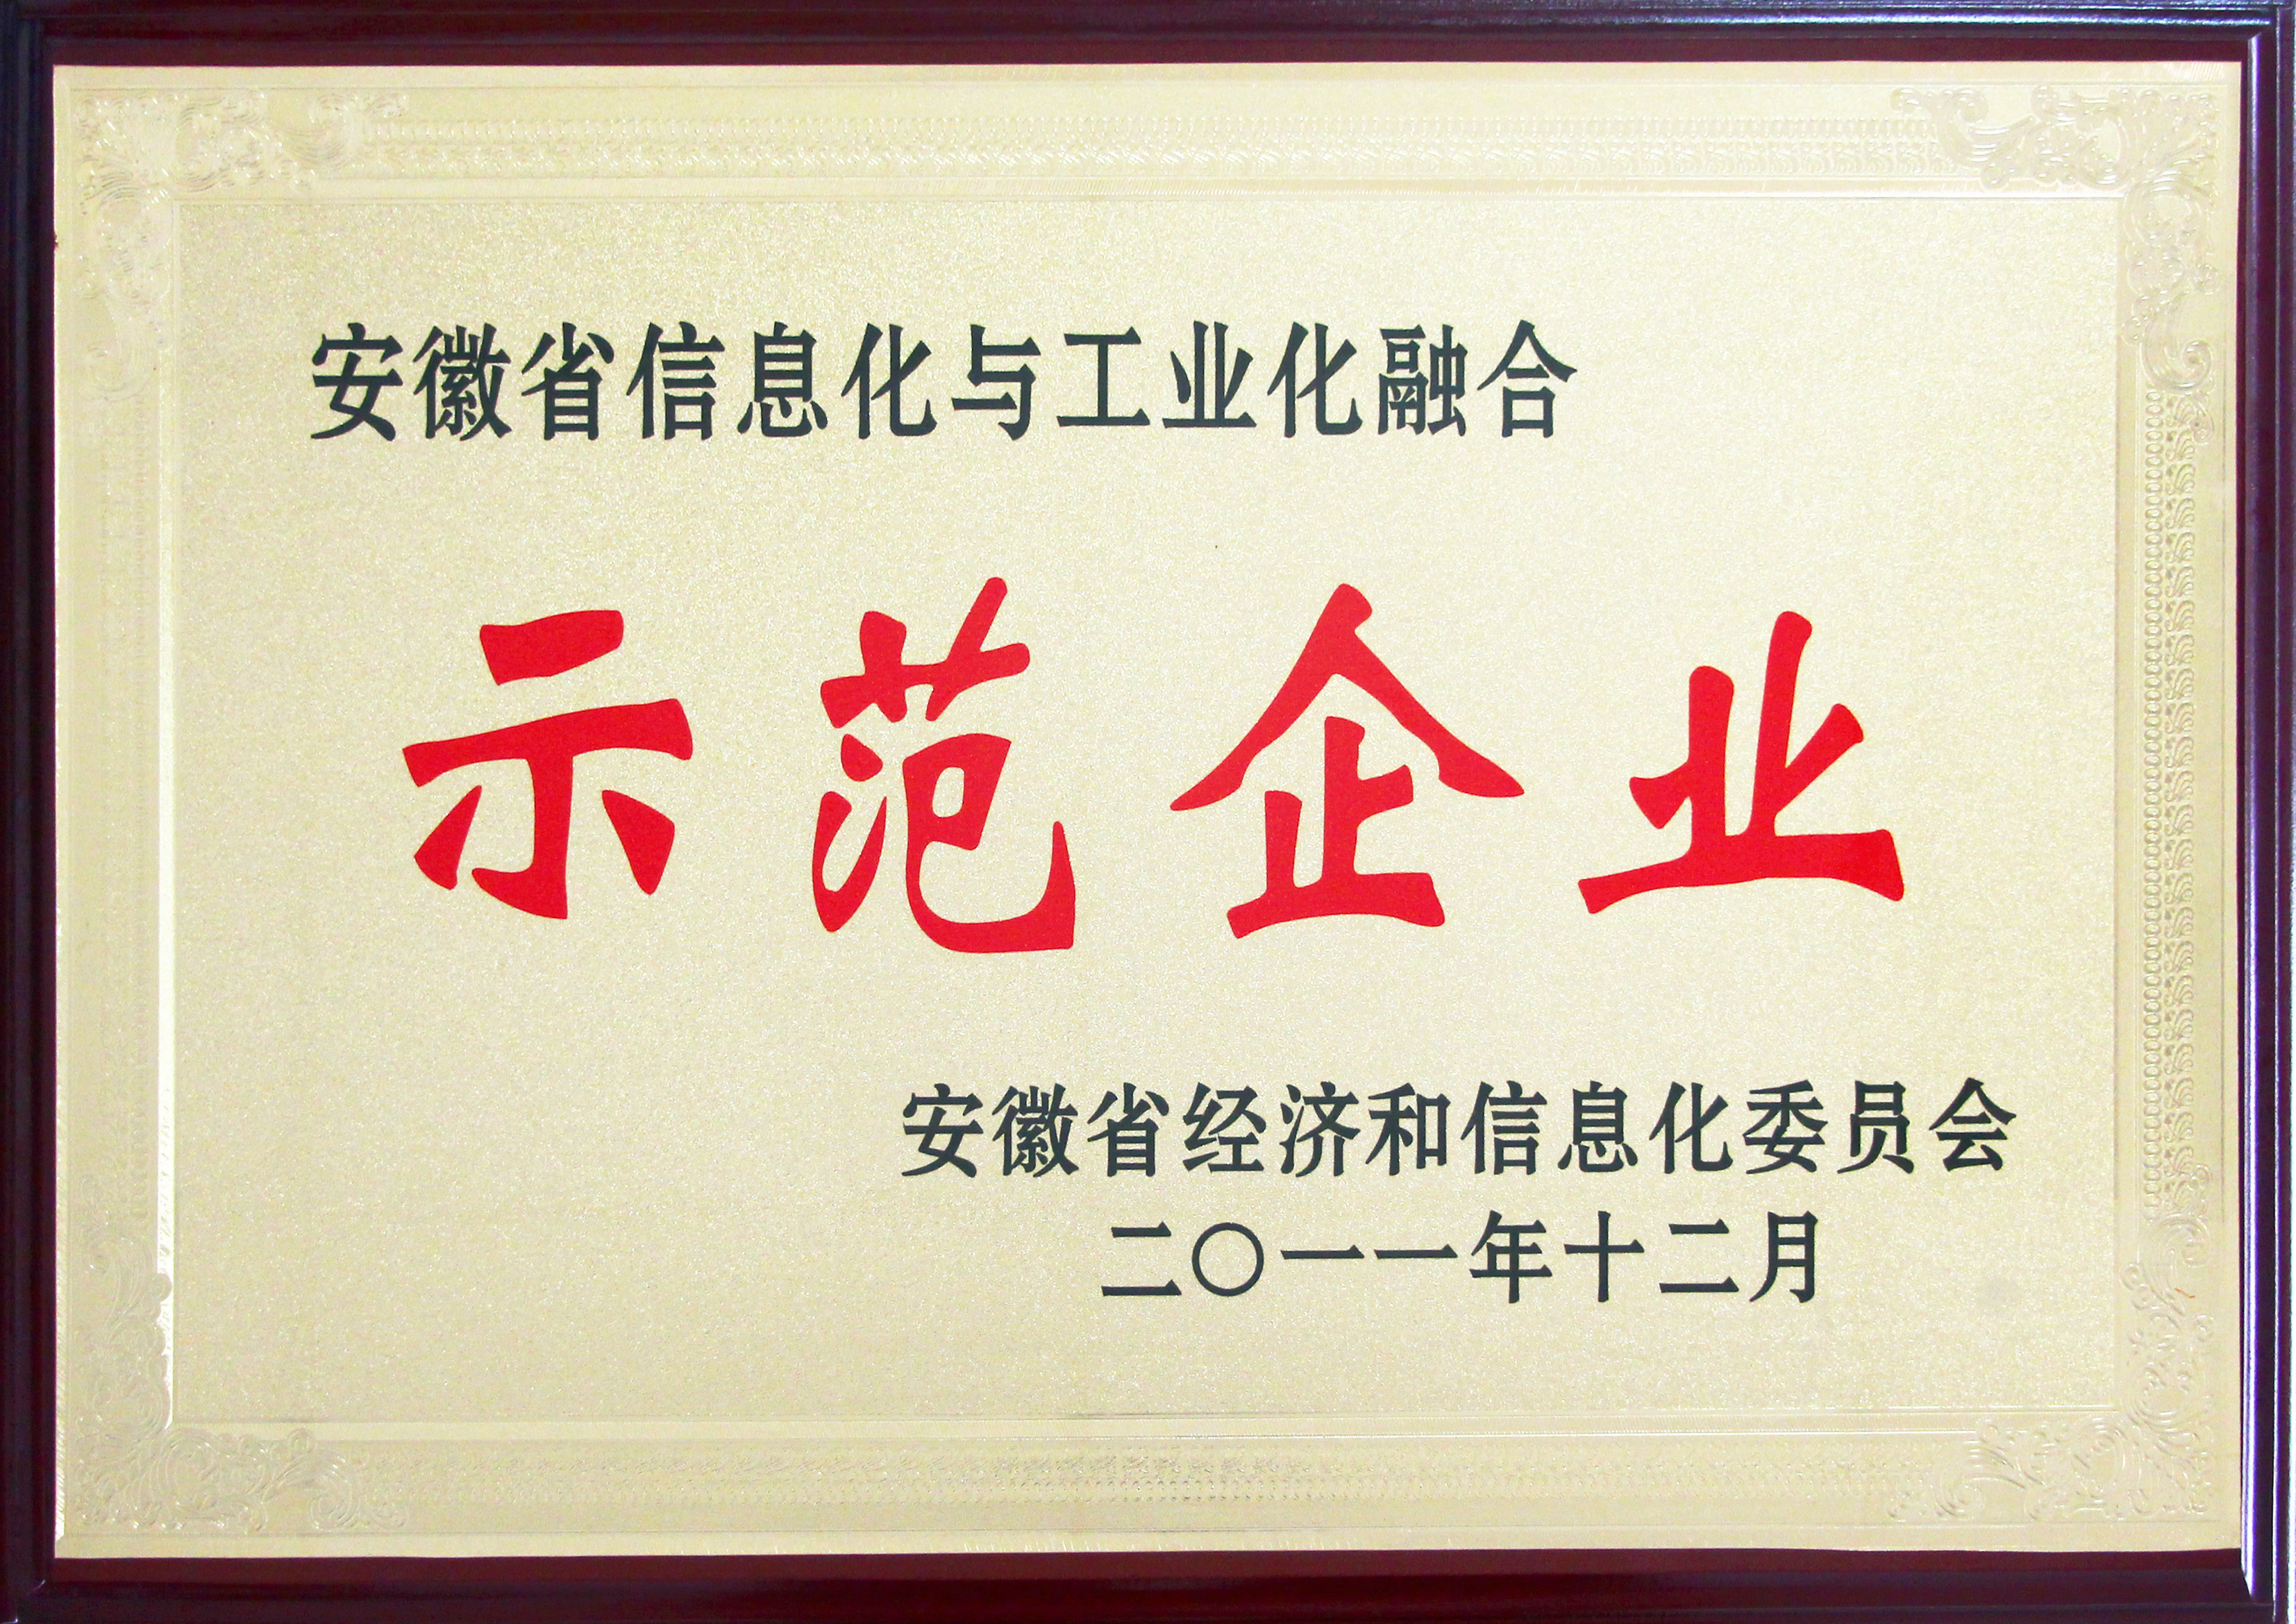 安徽省信息化与工业化融合
示范企业
安徽省经济和信息化委员会
二〇一一年十二月